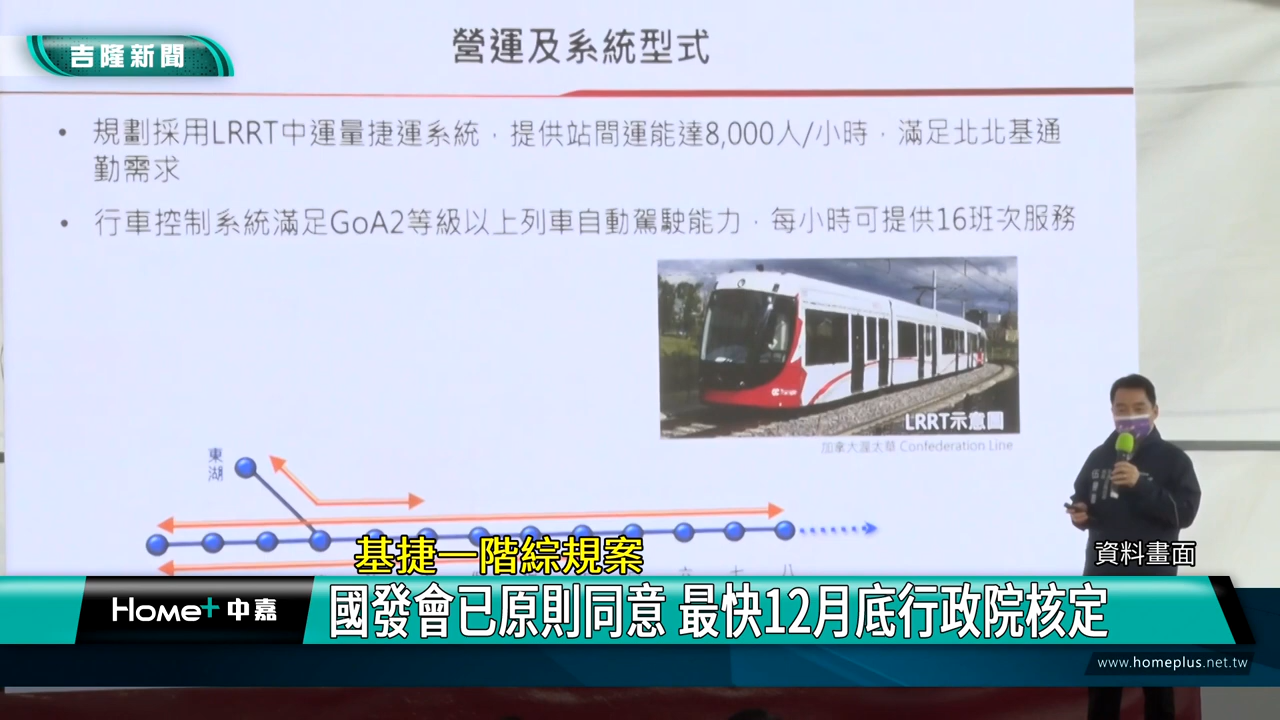 吉隆新聞
營運及系統型式
• 規劃採用LRRT中運量捷運系統，提供站間運能達8,000人/小時，滿足北北基通
勤需求
• 行車控制系統滿足GoA2等級以上列車自動駕駛能力，每小時可提供16班次服務
LRRT示意圖
加拿大渥太華 Confederation Line
東湖
六 七 八
基捷一階綜規案
資料畫面
Home+ 中嘉
國發會已原則同意 最快12月底行政院核定
www.homeplus.net.tw